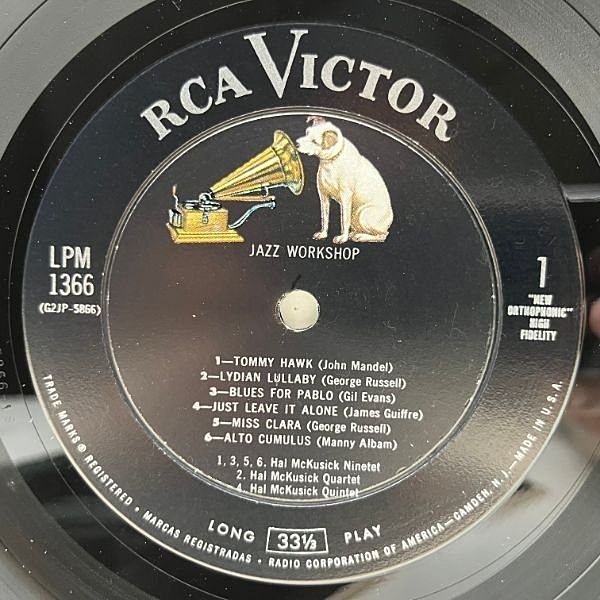 RCA VICTOR
JAZZ WORKSHOP
LPM
1366
(G2JP-5866)
1
"NEW
ORTHOPHONIC"
HIGH
FIDELITY
1—TOMMY HAWK (John Mandel)
2—LYDIAN LULLABY (George Russell)
3—BLUES FOR PABLO (Gil Evans)
4—JUST LEAVE IT ALONE (James Guiffre)
5—MISS CLARA (George Russell)
6—ALTO CUMULUS (Manny Albam)
1, 3, 5, 6. Hal McKusick Ninetet
2. Hal McKusick Quartet
4. Hal McKusick Quintet
LONG 33⅓ PLAY
TRADE MARKS ® REGISTERED • MARCAS REGISTRADAS • RADIO CORPORATION OF AMERICA—CAMDEN, N. J.—MADE IN U.S.A.